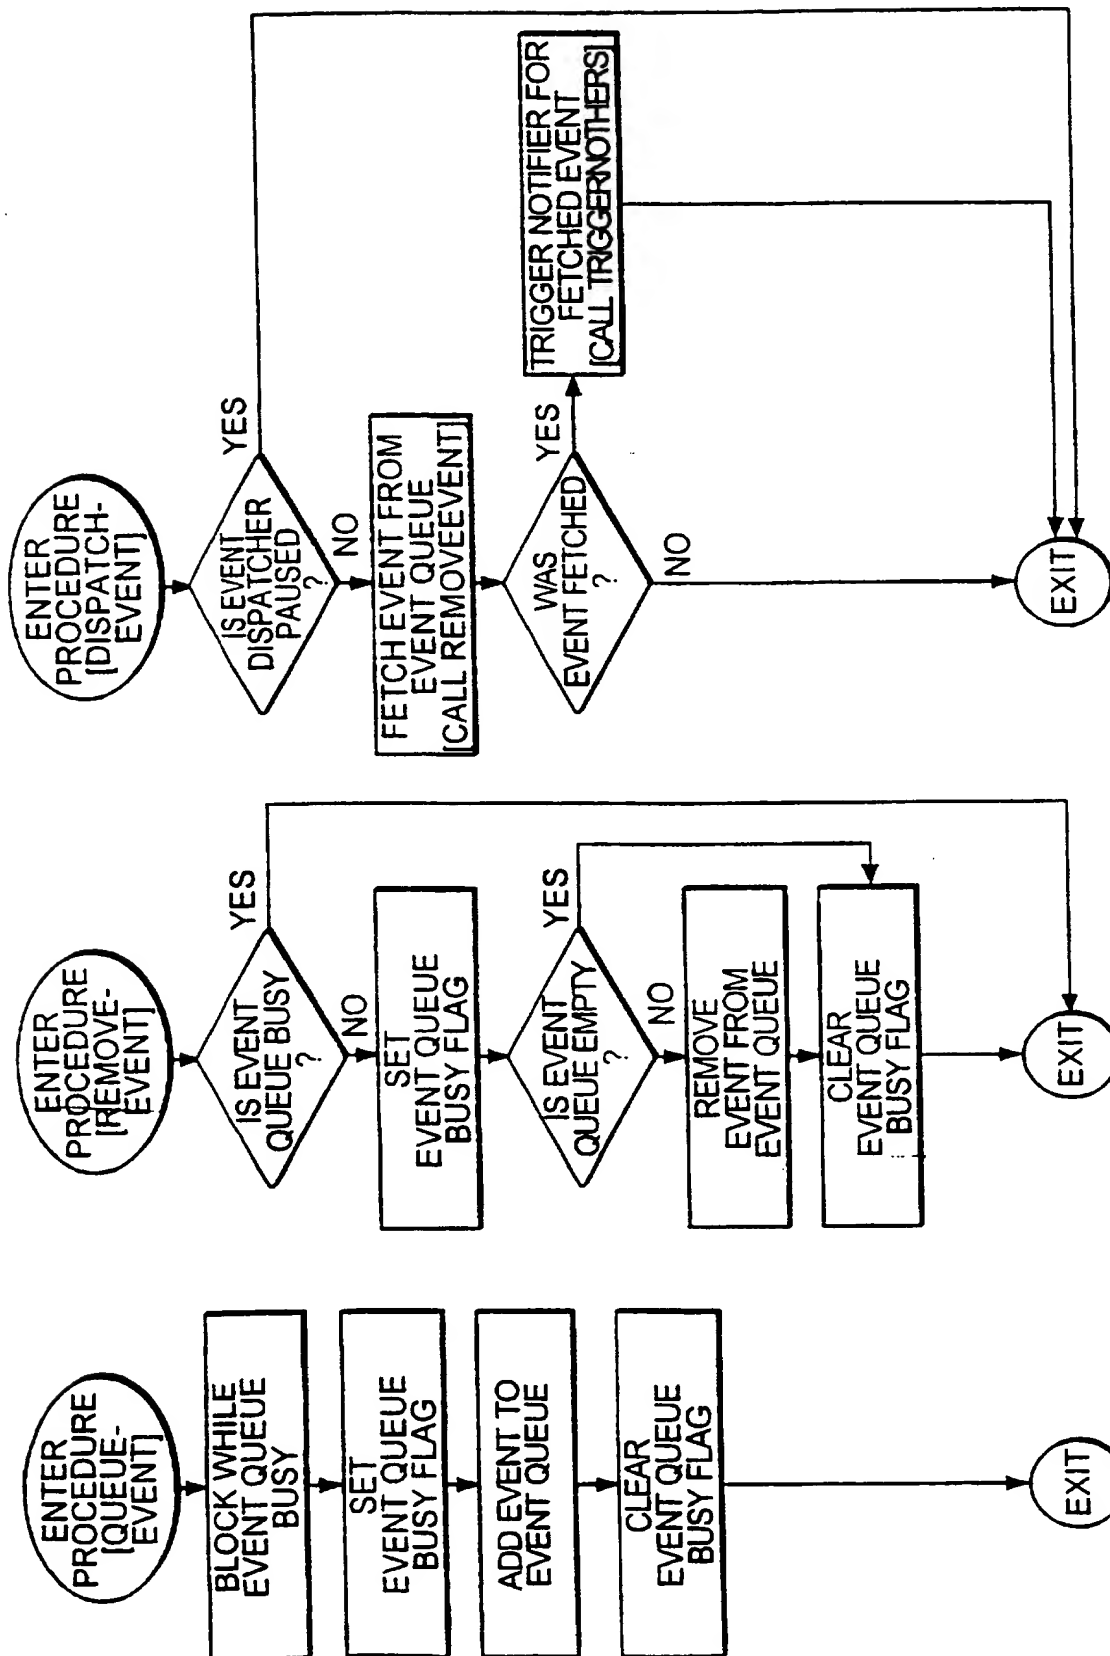 ENTER
PROCEDURE
[QUEUE-
EVENT]
BLOCK WHILE
EVENT QUEUE
BUSY
SET
EVENT QUEUE
BUSY FLAG
ADD EVENT TO
EVENT QUEUE
CLEAR
EVENT QUEUE
BUSY FLAG
EXIT
ENTER
PROCEDURE
[REMOVE-
EVENT]
IS EVENT
QUEUE BUSY
?
YES
NO
SET
EVENT QUEUE
BUSY FLAG
IS EVENT
QUEUE EMPTY
?
YES
NO
REMOVE
EVENT FROM
EVENT QUEUE
CLEAR
EVENT QUEUE
BUSY FLAG
EXIT
ENTER
PROCEDURE
[DISPATCH-
EVENT]
IS EVENT
DISPATCHER
PAUSED
?
YES
NO
FETCH EVENT FROM
EVENT QUEUE
[CALL REMOVEEVENT]
WAS
EVENT FETCHED
?
YES
NO
TRIGGER NOTIFIER FOR
FETCHED EVENT
[CALL TRIGGERNOTHERS]
EXIT